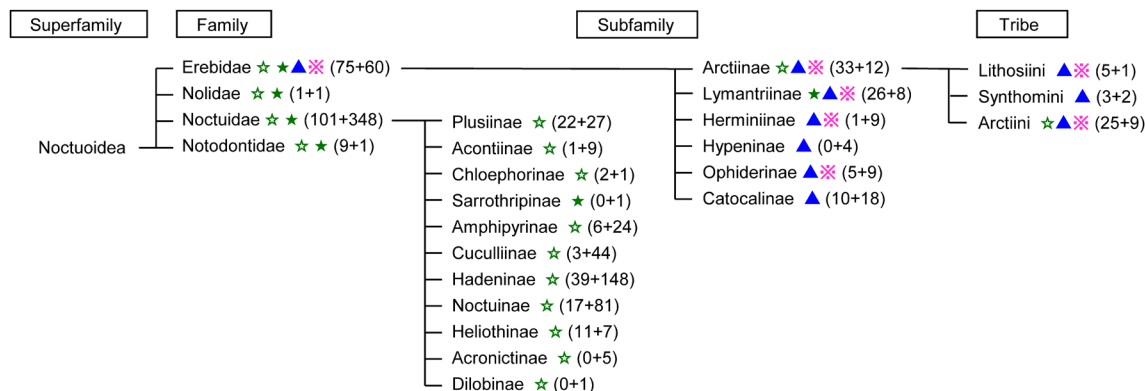 Superfamily Family Subfamily Tribe
Erebidae ☆ ★ ▲ ※ (75+60) Arctiinae ☆ ▲ ※ (33+12) Lithosiini ▲ ※ (5+1)
Nolidae ☆ ★ (1+1) Lymantriinae ★ ▲ ※ (26+8) Synthomini ▲ (3+2)
Noctuidae ☆ ★ (101+348) Plusiinae ☆ (22+27) Herminiinae ▲ ※ (1+9) Arctiini ☆ ▲ ※ (25+9)
Noctuoidea Notodontidae ☆ ★ (9+1) Acontiinae ☆ (1+9) Hypeninae ▲ (0+4)
Chloephorinae ☆ (2+1) Ophiderinae ▲ ※ (5+9)
Sarrothripinae ★ (0+1) Catocalinae ▲ (10+18)
Amphipyrinae ☆ (6+24)
Cuculliinae ☆ (3+44)
Hadeninae ☆ (39+148)
Noctuinae ☆ (17+81)
Heliothinae ☆ (11+7)
Acronictinae ☆ (0+5)
Dilobinae ☆ (0+1)